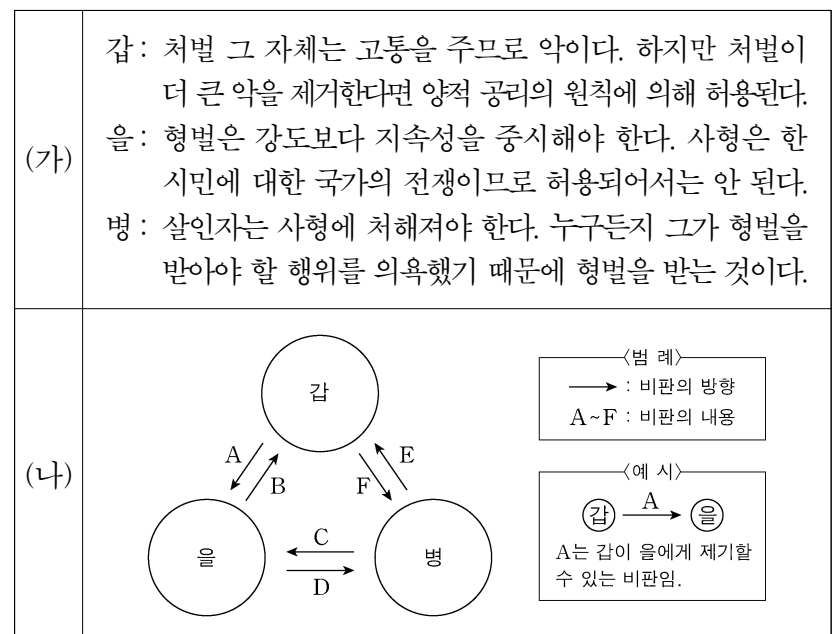 (가)
갑: 처벌 그 자체는 고통을 주므로 악이다. 하지만 처벌이
더 큰 악을 제거한다면 양적 공리의 원칙에 의해 허용된다.
을: 형벌은 강도보다 지속성을 중시해야 한다. 사형은 한
시민에 대한 국가의 전쟁이므로 허용되어서는 안 된다.
병: 살인자는 사형에 처해져야 한다. 누구든지 그가 형벌을
받아야 할 행위를 의욕했기 때문에 형벌을 받는 것이다.
(나)
갑
A
B
F
E
을
C
D
병
〈범 례〉
⟶ : 비판의 방향
A~F : 비판의 내용
〈예 시〉
갑 A 을
A는 갑이 을에게 제기할
수 있는 비판임.